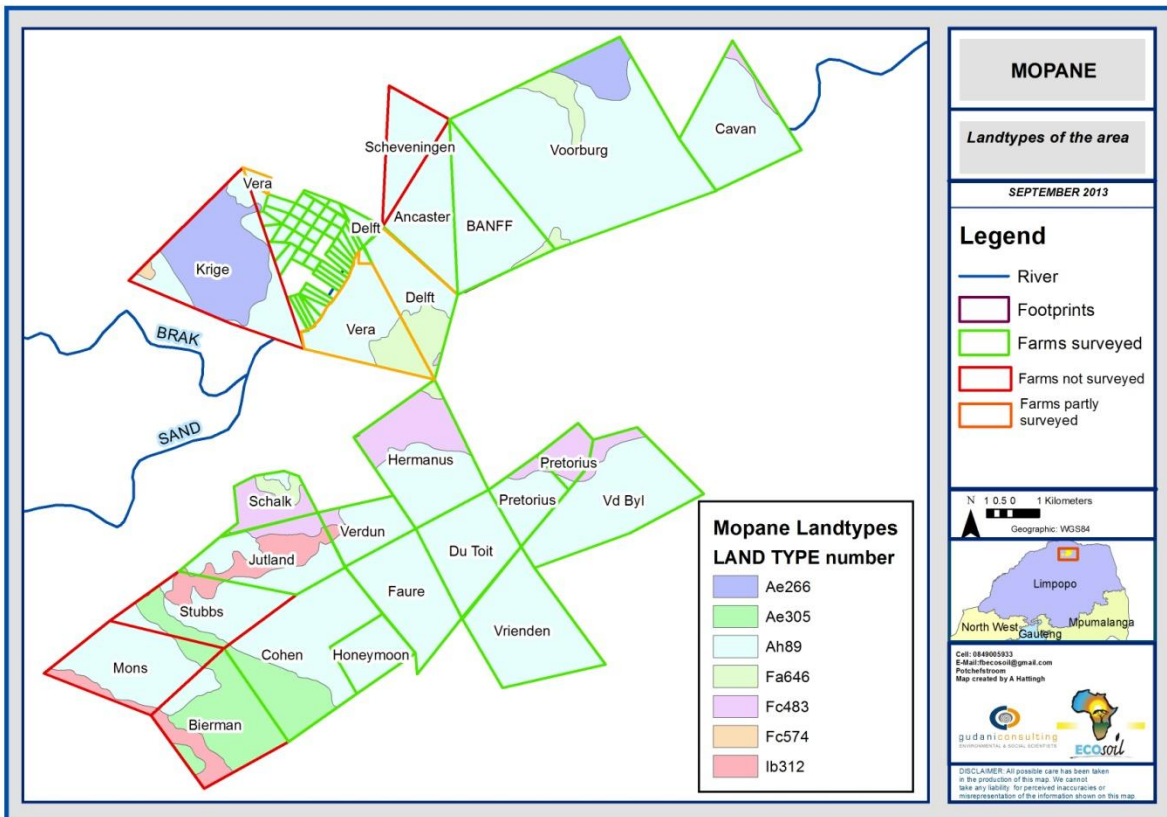 Scheveningen
Voorburg
Cavan
Vera
Ancaster
BANFF
Delft
Krige
Delft
Vera
BRAK
SAND
Hermanus
Pretorius
Pretorius
Vd Byl
Schalk
Verdun
Jutland
Du Toit
Stubbs
Faure
Vrienden
Cohen
Honeymoon
Mons
Bierman
Mopane Landtypes
LAND TYPE number
Ae266
Ae305
Ah89
Fa646
Fc483
Fc574
Ib312
MOPANE
Landtypes of the area
SEPTEMBER 2013
Legend
River
Footprints
Farms surveyed
Farms not surveyed
Farms partly
surveyed
N
1 0.5 0 1 Kilometers
Geographic: WGS84
Limpopo
North West
Gauteng
Mpumalanga
Cell: 0849005933
E-Mail:fbecosoil@gmail.com
Potchefstroom
Map created by A Hattingh
gudaniconsulting
ENVIRONMENTAL & SOCIAL SCIENTISTS
ECOsoil
DISCLAIMER: All possible care has been taken
in the production of this map. We cannot
take any liability for perceived inaccuracies or
misrepresentation of the information shown on this map